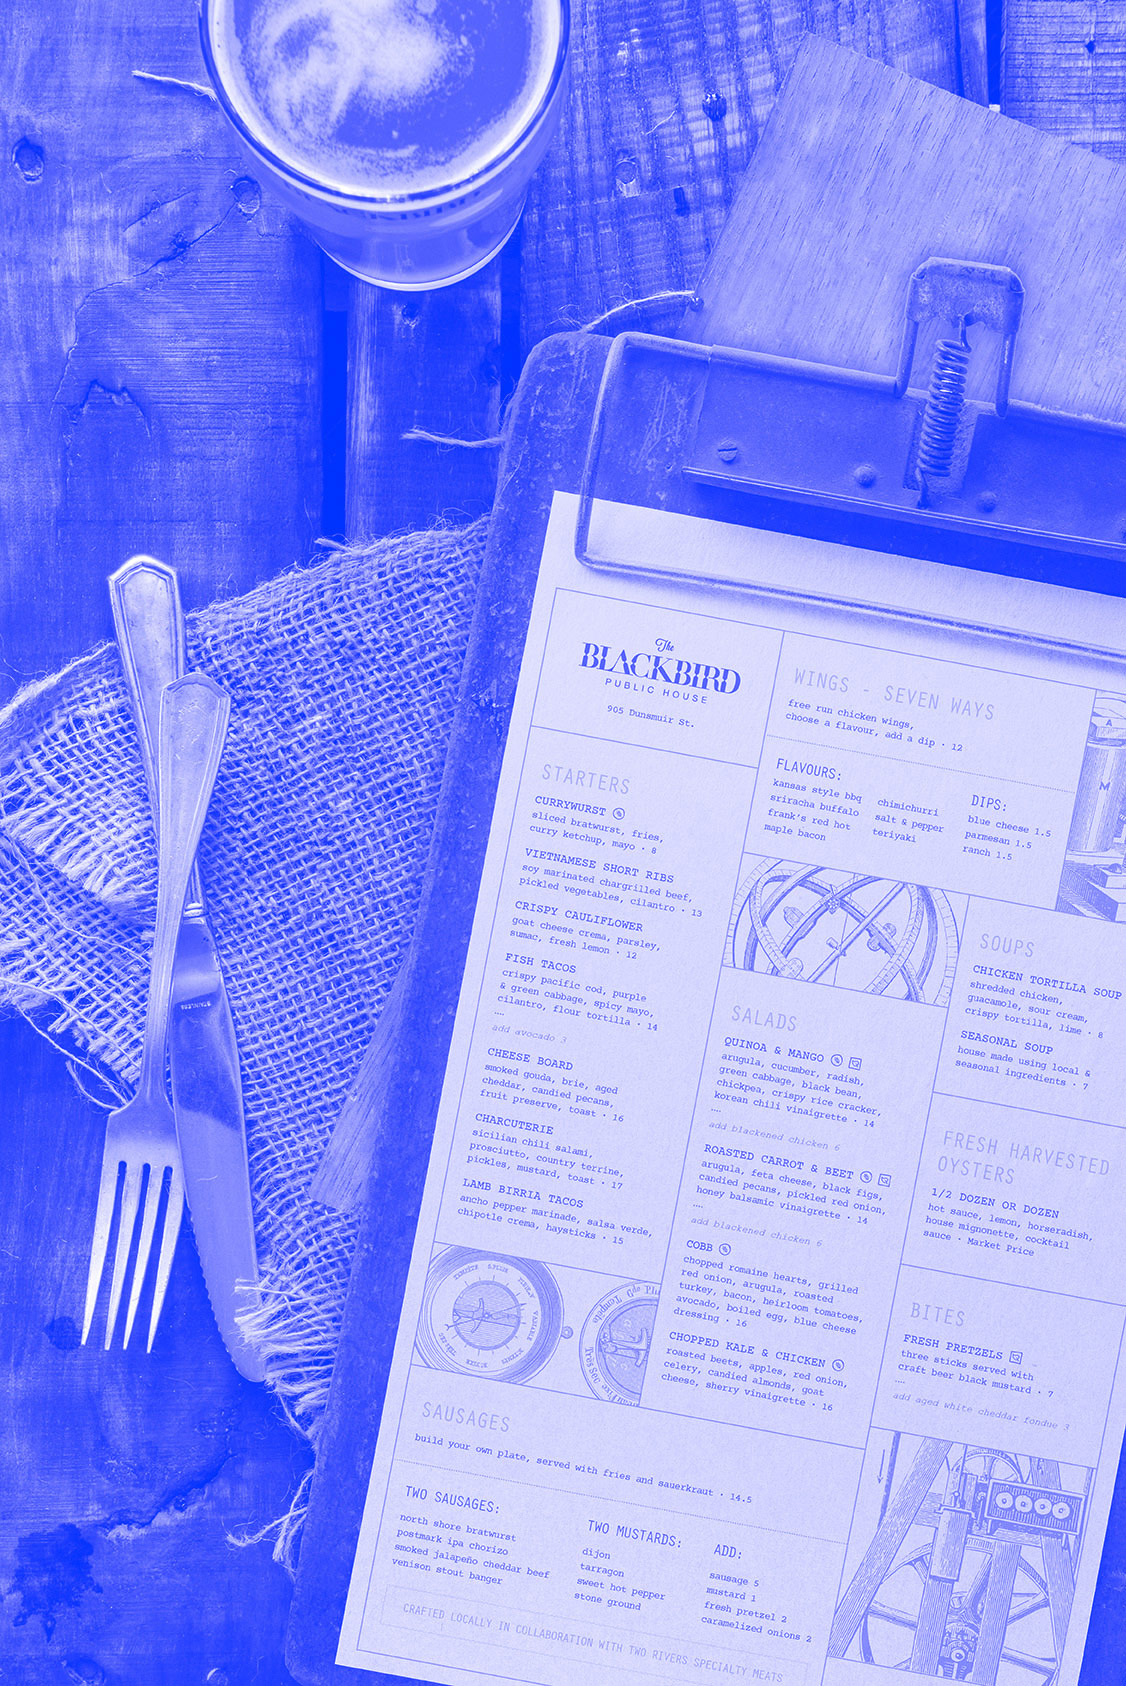 The
BLACKBIRD
PUBLIC HOUSE
905 Dunsmuir St.
STARTERS
CURRYWURST
sliced bratwurst, fries,
curry ketchup, mayo · 8
VIETNAMESE SHORT RIBS
soy marinated chargrilled beef,
pickled vegetables, cilantro · 13
CRISPY CAULIFLOWER
goat cheese crema, parsley,
sumac, fresh lemon · 12
FISH TACOS
crispy pacific cod, purple
& green cabbage, spicy mayo,
cilantro, flour tortilla · 14
....
add avocado 3
CHEESE BOARD
smoked gouda, brie, aged
cheddar, candied pecans,
fruit preserve, toast · 16
CHARCUTERIE
sicilian chili salami,
prosciutto, country terrine,
pickles, mustard, toast · 17
LAMB BIRRIA TACOS
ancho pepper marinade, salsa verde,
chipotle crema, haysticks · 15
WINGS - SEVEN WAYS
free run chicken wings,
choose a flavour, add a dip · 12
FLAVOURS:
kansas style bbq
sriracha buffalo
frank's red hot
maple bacon
chimichurri
salt & pepper
teriyaki
DIPS:
blue cheese 1.5
parmesan 1.5
ranch 1.5
A
M
SALADS
QUINOA & MANGO
arugula, cucumber, radish,
green cabbage, black bean,
chickpea, crispy rice cracker,
korean chili vinaigrette · 14
....
add blackened chicken 6
ROASTED CARROT & BEET
arugula, feta cheese, black figs,
candied pecans, pickled red onion,
honey balsamic vinaigrette · 14
....
add blackened chicken 6
COBB
chopped romaine hearts, grilled
red onion, arugula, roasted
turkey, bacon, heirloom tomatoes,
avocado, boiled egg, blue cheese
dressing · 16
CHOPPED KALE & CHICKEN
roasted beets, apples, red onion,
celery, candied almonds, goat
cheese, sherry vinaigrette · 16
SOUPS
CHICKEN TORTILLA SOUP
shredded chicken,
guacamole, sour cream,
crispy tortilla, lime · 8
SEASONAL SOUP
house made using local &
seasonal ingredients · 7
FRESH HARVESTED
OYSTERS
1/2 DOZEN OR DOZEN
hot sauce, lemon, horseradish,
house mignonette, cocktail
sauce · Market Price
BITES
FRESH PRETZELS
three sticks served with
craft beer black mustard · 7
....
add aged white cheddar fondue 3
SAUSAGES
build your own plate, served with fries and sauerkraut · 14.5
TWO SAUSAGES:
north shore bratwurst
postmark ipa chorizo
smoked jalapeño cheddar beef
venison stout banger
TWO MUSTARDS:
dijon
tarragon
sweet hot pepper
stone ground
ADD:
sausage 5
mustard 1
fresh pretzel 2
caramelized onions 2
CRAFTED LOCALLY IN COLLABORATION WITH TWO RIVERS SPECIALTY MEATS
STAINLESS